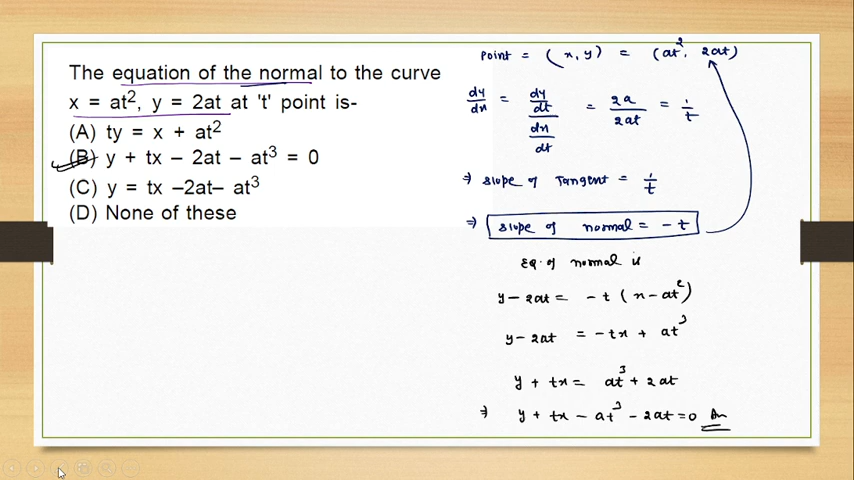 The equation of the normal to the curve
x = at², y = 2at at 't' point is-
(A) ty = x + at²
(B) y + tx − 2at − at³ = 0
(C) y = tx −2at− at³
(D) None of these
Point = (x, y) = (at², 2at)
dy/dx = (dy/dt)/(dx/dt) = 2a/2at = 1/t
⇒ slope of Tangent = 1/t
⇒ slope of normal = − t
Eq. of normal is
y − 2at = − t (x − at²)
y − 2at = − tx + at³
y + tx = at³ + 2at
⇒ y + tx − at³ − 2at = 0 An